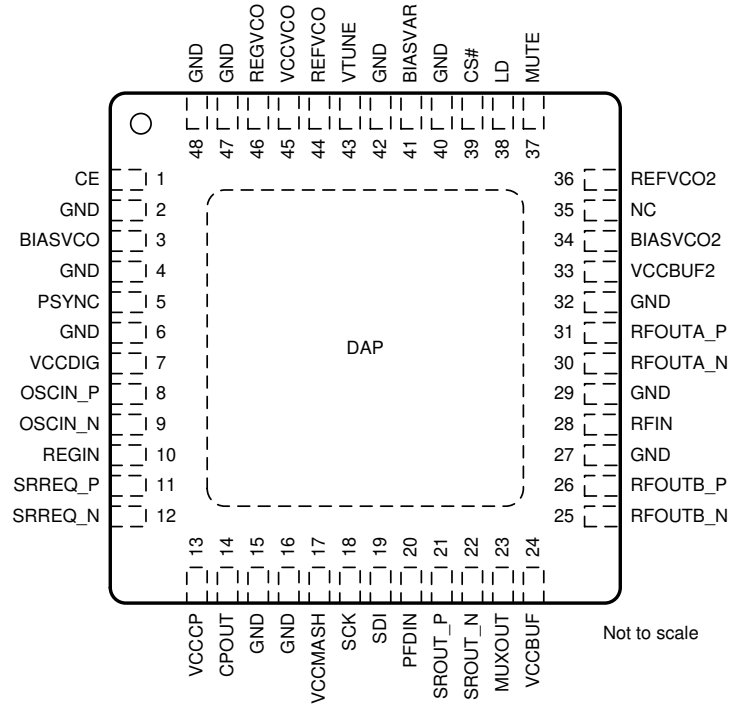 GND
GND
REGVCO
VCCVCO
REFVCO
VTUNE
GND
BIASVAR
GND
CS#
LD
MUTE
48
47
46
45
44
43
42
41
40
39
38
37
CE 1
GND 2
BIASVCO 3
GND 4
PSYNC 5
GND 6
VCCDIG 7
OSCIN_P 8
OSCIN_N 9
REGIN 10
SRREQ_P 11
SRREQ_N 12
DAP
36 REFVCO2
35 NC
34 BIASVCO2
33 VCCBUF2
32 GND
31 RFOUTA_P
30 RFOUTA_N
29 GND
28 RFIN
27 GND
26 RFOUTB_P
25 RFOUTB_N
13
14
15
16
17
18
19
20
21
22
23
24
VCCCP
CPOUT
GND
GND
VCCMASH
SCK
SDI
PFDIN
SROUT_P
SROUT_N
MUXOUT
VCCBUF
Not to scale